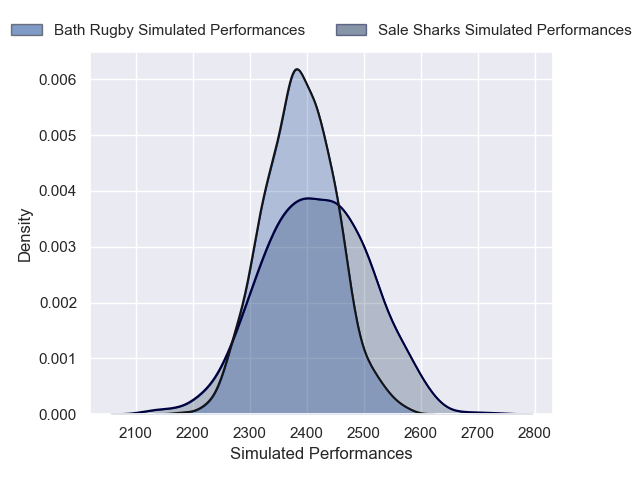 Bath Rugby Simulated Performances
Sale Sharks Simulated Performances
0.006
0.005
0.004
0.003
0.002
0.001
0.000
Density
2100 2200 2300 2400 2500 2600 2700 2800
Simulated Performances